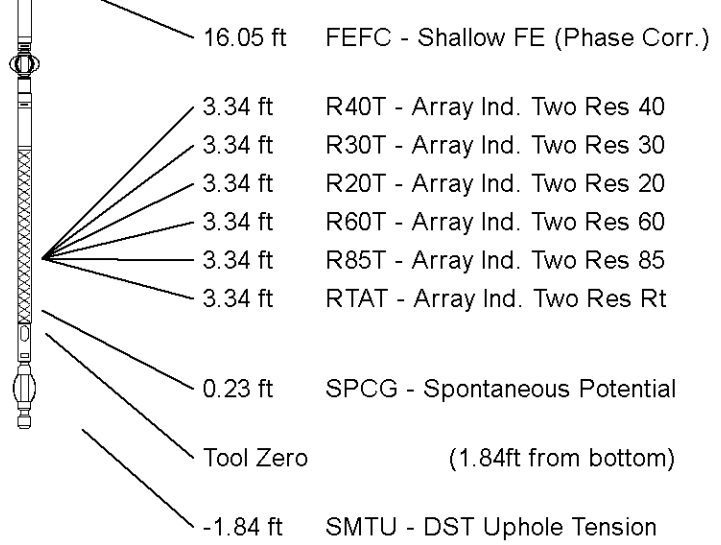 16.05 ft FEFC - Shallow FE (Phase Corr.)
3.34 ft R40T - Array Ind. Two Res 40
3.34 ft R30T - Array Ind. Two Res 30
3.34 ft R20T - Array Ind. Two Res 20
3.34 ft R60T - Array Ind. Two Res 60
3.34 ft R85T - Array Ind. Two Res 85
3.34 ft RTAT - Array Ind. Two Res Rt
0.23 ft SPCG - Spontaneous Potential
Tool Zero (1.84ft from bottom)
-1.84 ft SMTU - DST Uphole Tension